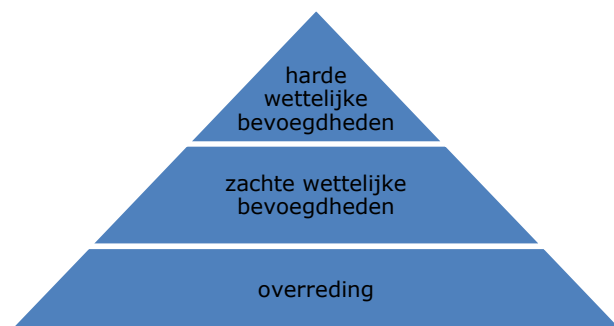 harde
wettelijke
bevoegdheden
zachte wettelijke
bevoegdheden
overreding